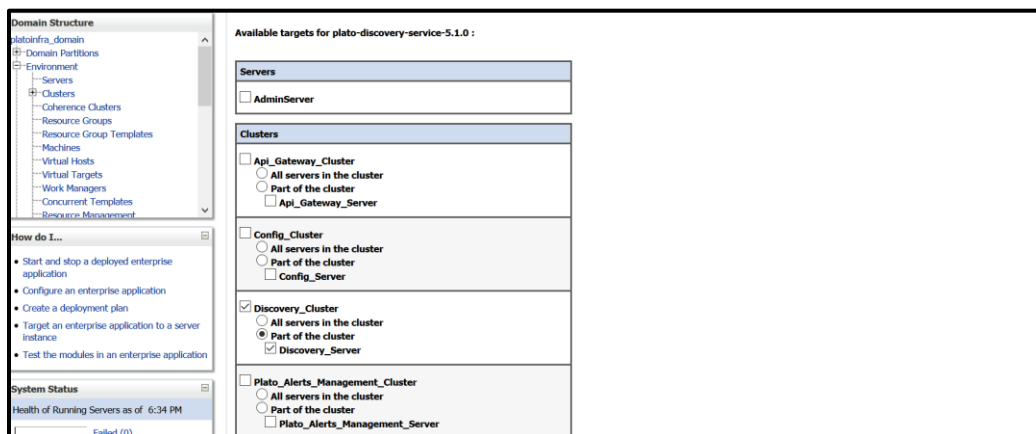 Domain Structure
platoinfra_domain
Domain Partitions
Environment
Servers
Clusters
Coherence Clusters
Resource Groups
Resource Group Templates
Machines
Virtual Hosts
Virtual Targets
Work Managers
Concurrent Templates
Resource Management
How do I...
Start and stop a deployed enterprise
application
Configure an enterprise application
Create a deployment plan
Target an enterprise application to a server
instance
Test the modules in an enterprise application
System Status
Health of Running Servers as of 6:34 PM
Failed (0)
Available targets for plato-discovery-service-5.1.0 :
Servers
AdminServer
Clusters
Api_Gateway_Cluster
All servers in the cluster
Part of the cluster
Api_Gateway_Server
Config_Cluster
All servers in the cluster
Part of the cluster
Config_Server
Discovery_Cluster
All servers in the cluster
Part of the cluster
Discovery_Server
Plato_Alerts_Management_Cluster
All servers in the cluster
Part of the cluster
Plato_Alerts_Management_Server